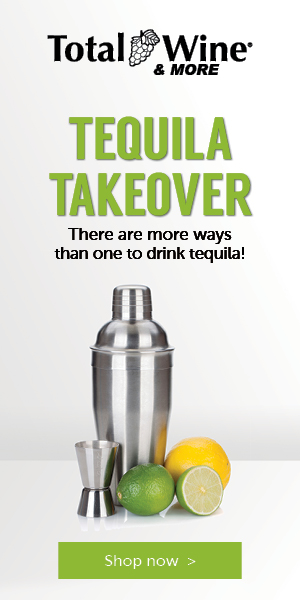 Total Wine®
& MORE
TEQUILA
TAKEOVER
There are more ways
than one to drink tequila!
Shop now >